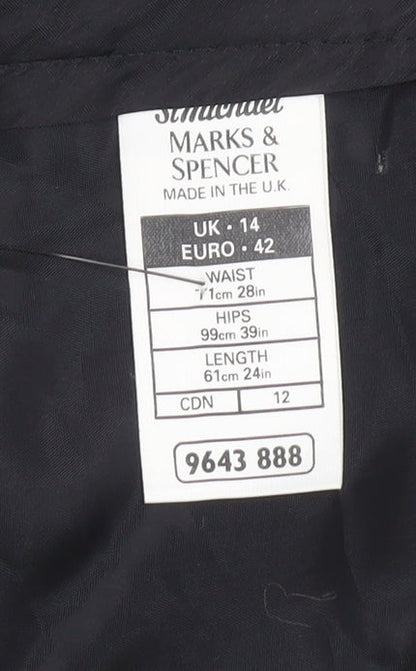 St Michael
MARKS &
SPENCER
MADE IN THE U.K.
UK · 14
EURO · 42
WAIST
71cm 28in
HIPS
99cm 39in
LENGTH
61cm 24in
CDN 12
9643 888